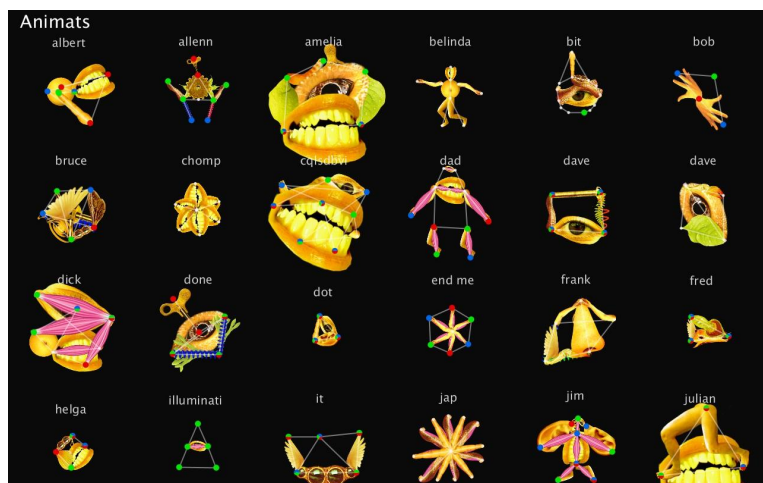 Animats
albert allenn amelia belinda bit bob
bruce chomp cqlsdbvi dad dave dave
dick done dot end me frank fred
helga illuminati it jap jim julian